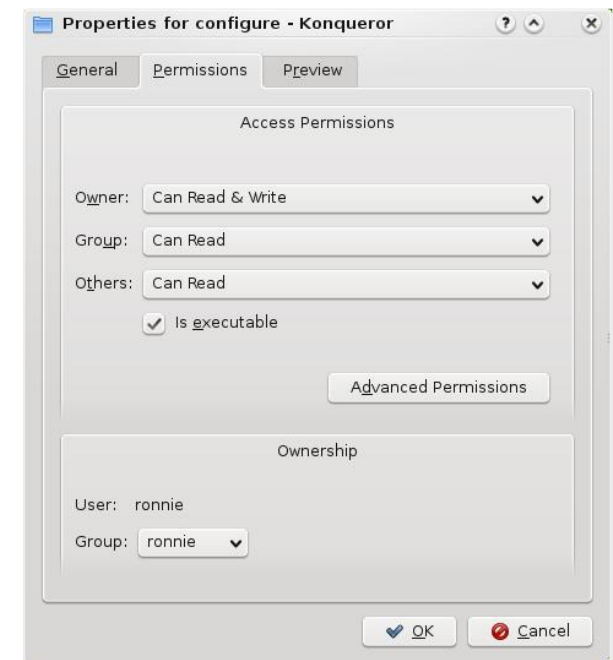 Properties for configure - Konqueror
General Permissions Preview
Access Permissions
Owner: Can Read & Write
Group: Can Read
Others: Can Read
Is executable
Advanced Permissions
Ownership
User: ronnie
Group: ronnie
OK Cancel